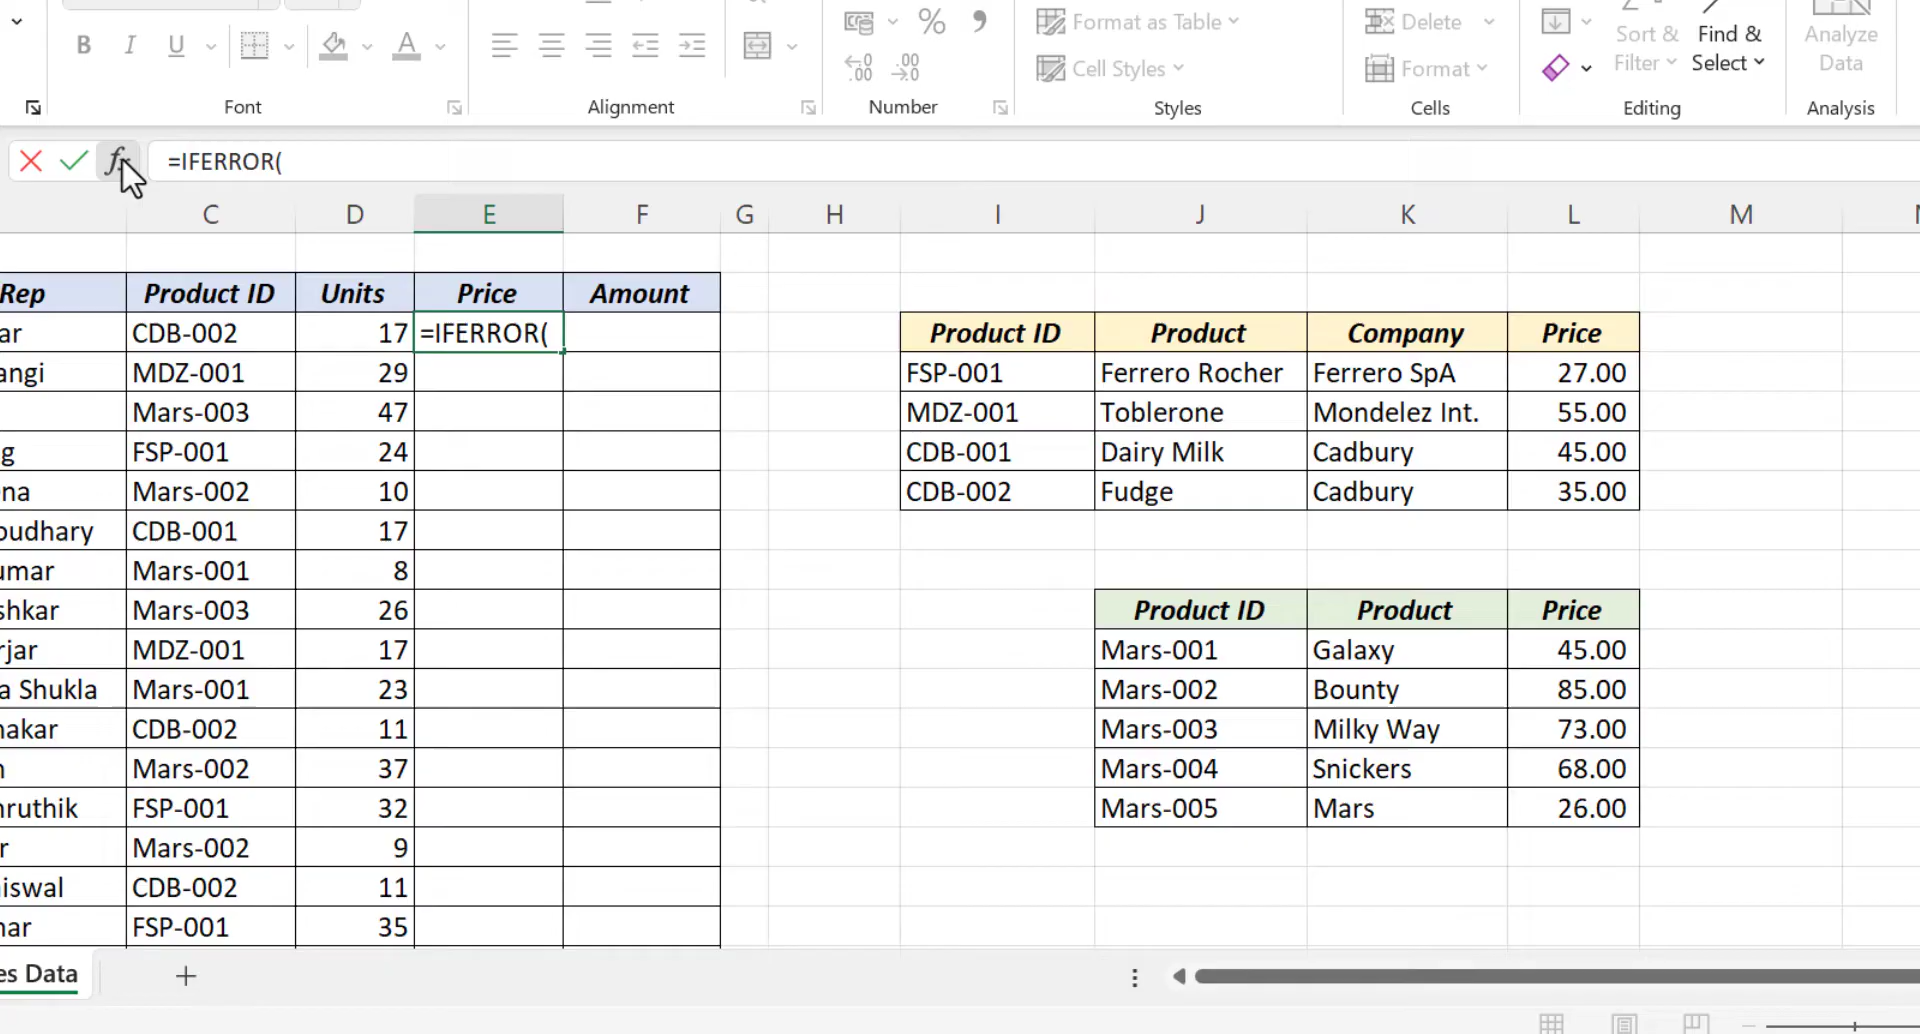 B I U A % 9 Format as Table Delete Sort & Find & Analyze
.00 .00 Cell Styles Format Filter Select Data
Font Alignment Number Styles Cells Editing Analysis
fx =IFERROR(
C D E F G H I J K L M
Rep Product ID Units Price Amount
ar CDB-002 17 =IFERROR( Product ID Product Company Price
angi MDZ-001 29 FSP-001 Ferrero Rocher Ferrero SpA 27.00
Mars-003 47 MDZ-001 Toblerone Mondelez Int. 55.00
g FSP-001 24 CDB-001 Dairy Milk Cadbury 45.00
na Mars-002 10 CDB-002 Fudge Cadbury 35.00
oudhary CDB-001 17
umar Mars-001 8
shkar Mars-003 26 Product ID Product Price
rjar MDZ-001 17 Mars-001 Galaxy 45.00
a Shukla Mars-001 23 Mars-002 Bounty 85.00
nakar CDB-002 11 Mars-003 Milky Way 73.00
Mars-002 37 Mars-004 Snickers 68.00
nruthik FSP-001 32 Mars-005 Mars 26.00
r Mars-002 9
iswal CDB-002 11
nar FSP-001 35
es Data